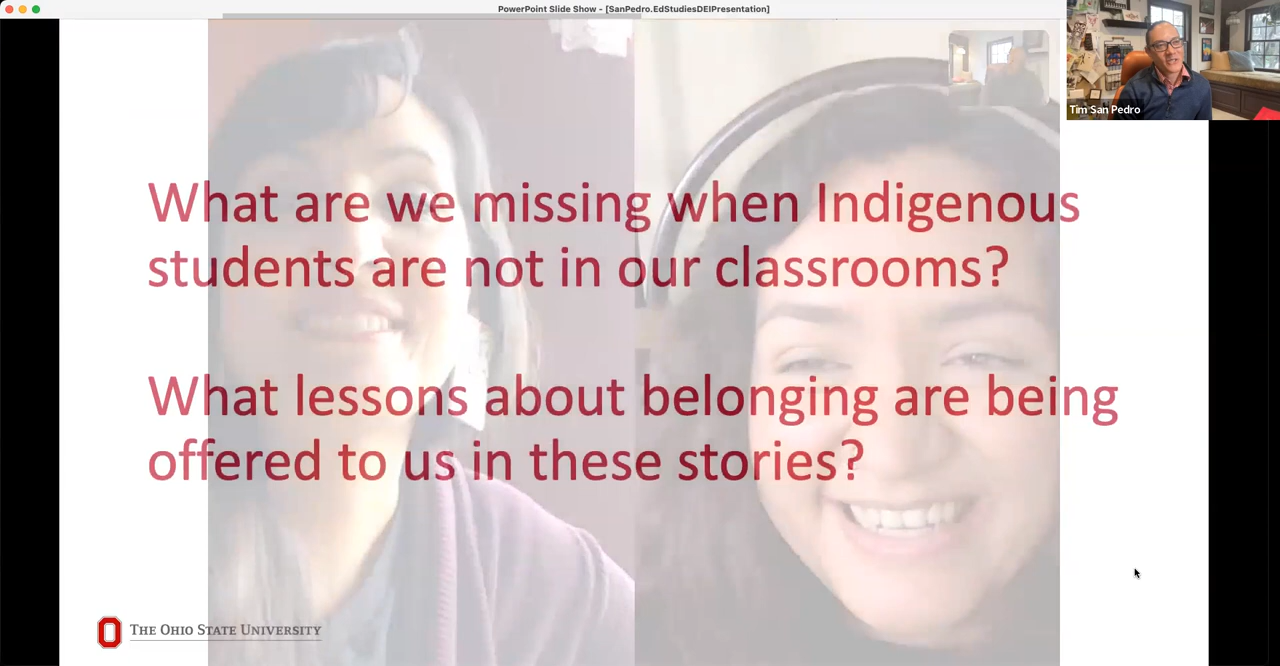 PowerPoint Slide Show - [SanPedro.EdStudiesDEIPresentation]
Tim San Pedro
What are we missing when Indigenous
students are not in our classrooms?
What lessons about belonging are being
offered to us in these stories?
THE OHIO STATE UNIVERSITY